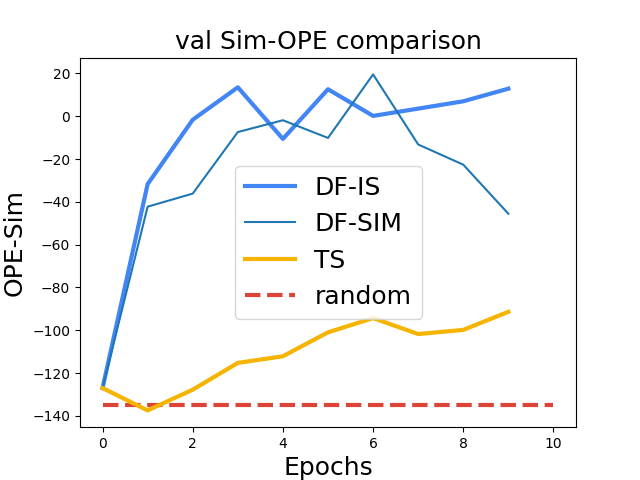 val Sim-OPE comparison
20
0
−20
−40
−60
−80
−100
−120
−140
OPE-Sim
DF-IS
DF-SIM
TS
random
0 2 4 6 8 10
Epochs